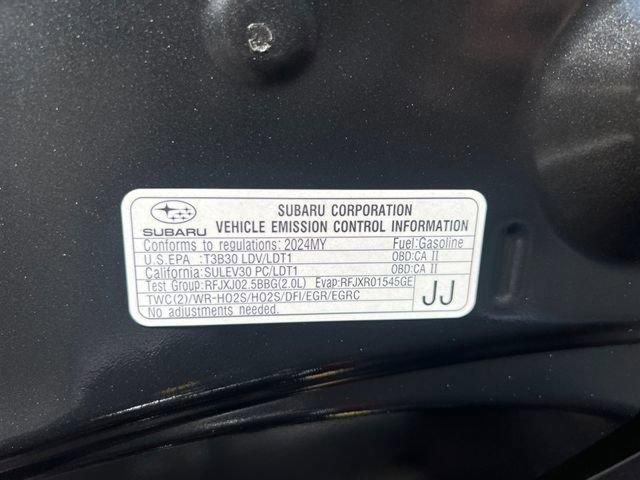 SUBARU
SUBARU CORPORATION
VEHICLE EMISSION CONTROL INFORMATION
Conforms to regulations: 2024MY Fuel:Gasoline
U.S.EPA :T3B30 LDV/LDT1 OBD:CA II
California:SULEV30 PC/LDT1 OBD:CA II
Test Group:RFJXJ02.5BBG(2.0L) Evap:RFJXR01545GE
TWC(2)/WR-HO2S/HO2S/DFI/EGR/EGRC
No adjustments needed.
JJ